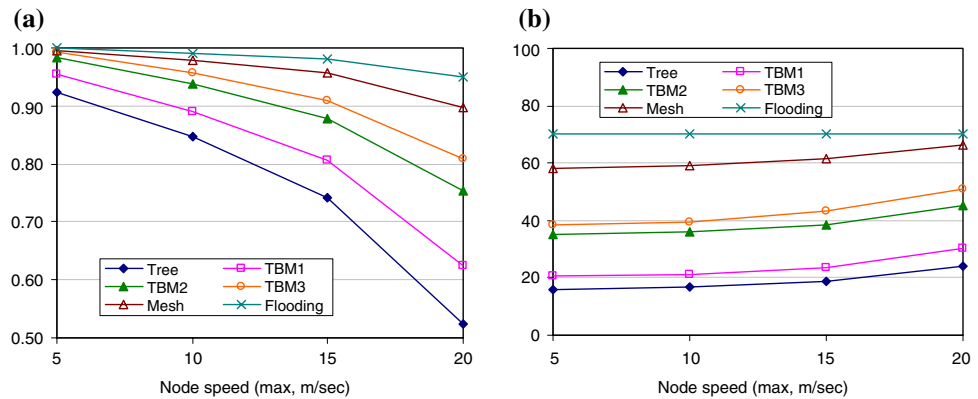 (a)
1.00
0.90
0.80
0.70
0.60
0.50
Tree
TBM1
TBM2
TBM3
Mesh
Flooding
5
10
15
20
Node speed (max, m/sec)
(b)
100
80
60
40
20
0
Tree
TBM1
TBM2
TBM3
Mesh
Flooding
5
10
15
20
Node speed (max, m/sec)